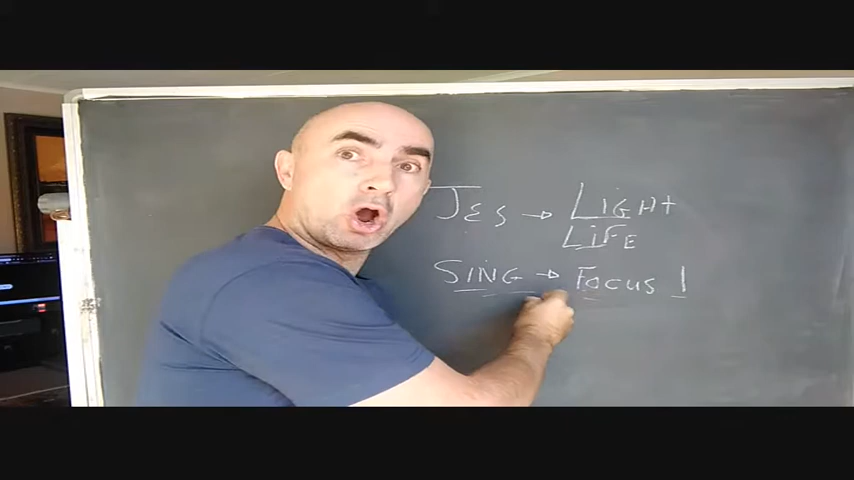 JES → LIGHT
LIFE
SING → FOCUS !